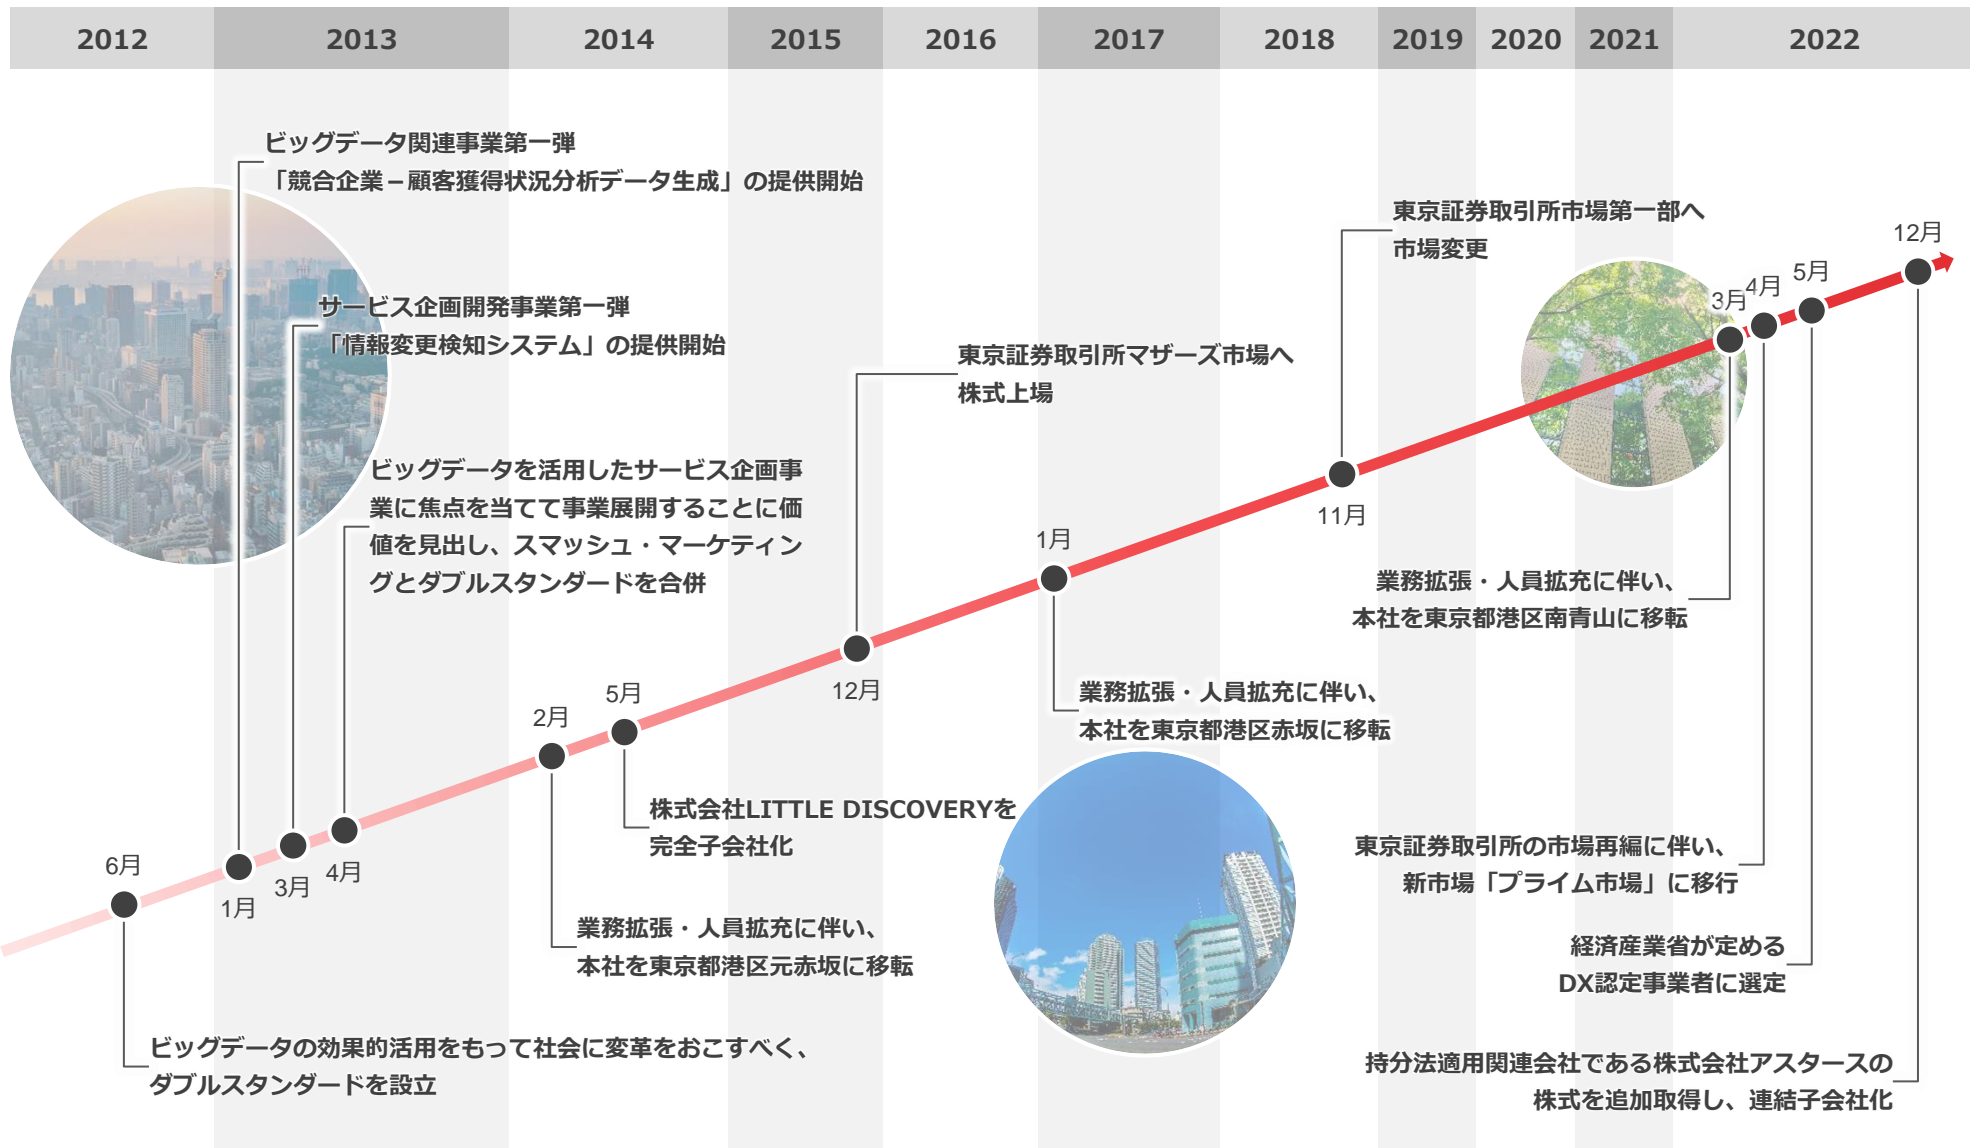 2012
2013
2014
2015
2016
2017
2018
2019
2020
2021
2022
ビッグデータ関連事業第一弾
「競合企業－顧客獲得状況分析データ生成」の提供開始
サービス企画開発事業第一弾
「情報変更検知システム」の提供開始
ビッグデータを活用したサービス企画事
業に焦点を当てて事業展開することに価
値を見出し、スマッシュ・マーケティン
グとダブルスタンダードを合併
東京証券取引所マザーズ市場へ
株式上場
東京証券取引所市場第一部へ
市場変更
12月
5月
4月
3月
11月
1月
12月
5月
2月
6月
4月
3月
1月
業務拡張・人員拡充に伴い、
本社を東京都港区南青山に移転
業務拡張・人員拡充に伴い、
本社を東京都港区赤坂に移転
株式会社LITTLE DISCOVERYを
完全子会社化
業務拡張・人員拡充に伴い、
本社を東京都港区元赤坂に移転
東京証券取引所の市場再編に伴い、
新市場「プライム市場」に移行
経済産業省が定める
DX認定事業者に選定
ビッグデータの効果的活用をもって社会に変革をおこすべく、
ダブルスタンダードを設立
持分法適用関連会社である株式会社アスタースの
株式を追加取得し、連結子会社化